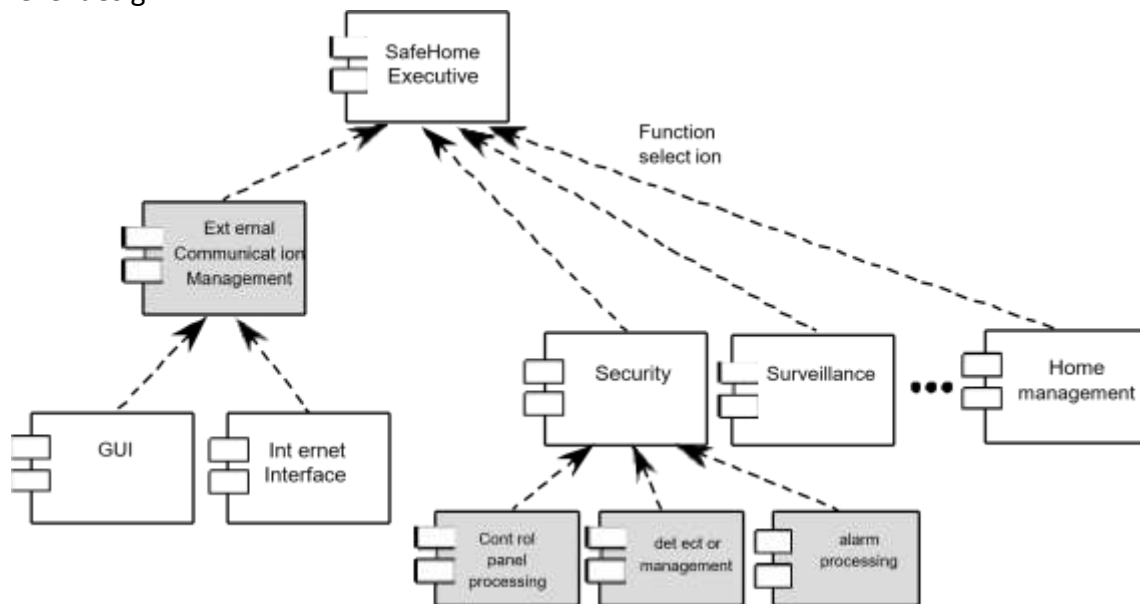 SafeHome
Executive
Function
select ion
Ext ernal
Communicat ion
Management
Security
Surveillance
Home
management
GUI
Int ernet
Interface
Cont rol
panel
processing
det ect or
management
alarm
processing